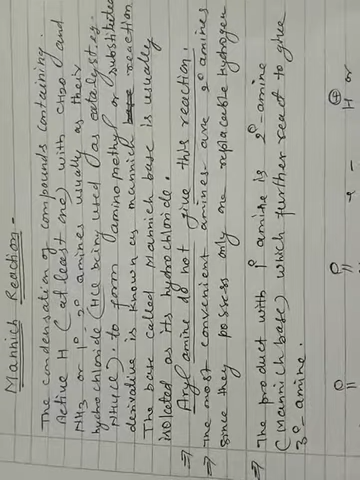 Mannich Reaction -
The condensation of compounds containing
Active H (at least one) with CH2O and
NH3 or 1° 2° amines usually as their
hydrochloride (HCl being used as catalyst eg.
NH4Cl). to form aminomethyl or substituted
derivative is known as mannich reaction
The base called Mannich base is usually
isolated as its hydrochloride.
⇒ Aryl amine do not give this reaction.
⇒ The most convenient amines are 2° amines
since they possess only one replacable hydrogen
⇒ The product with 1° amine is 2°-amine
(Mannich base) which further react to give
3°-amine.
O O
|| || H⊕ or